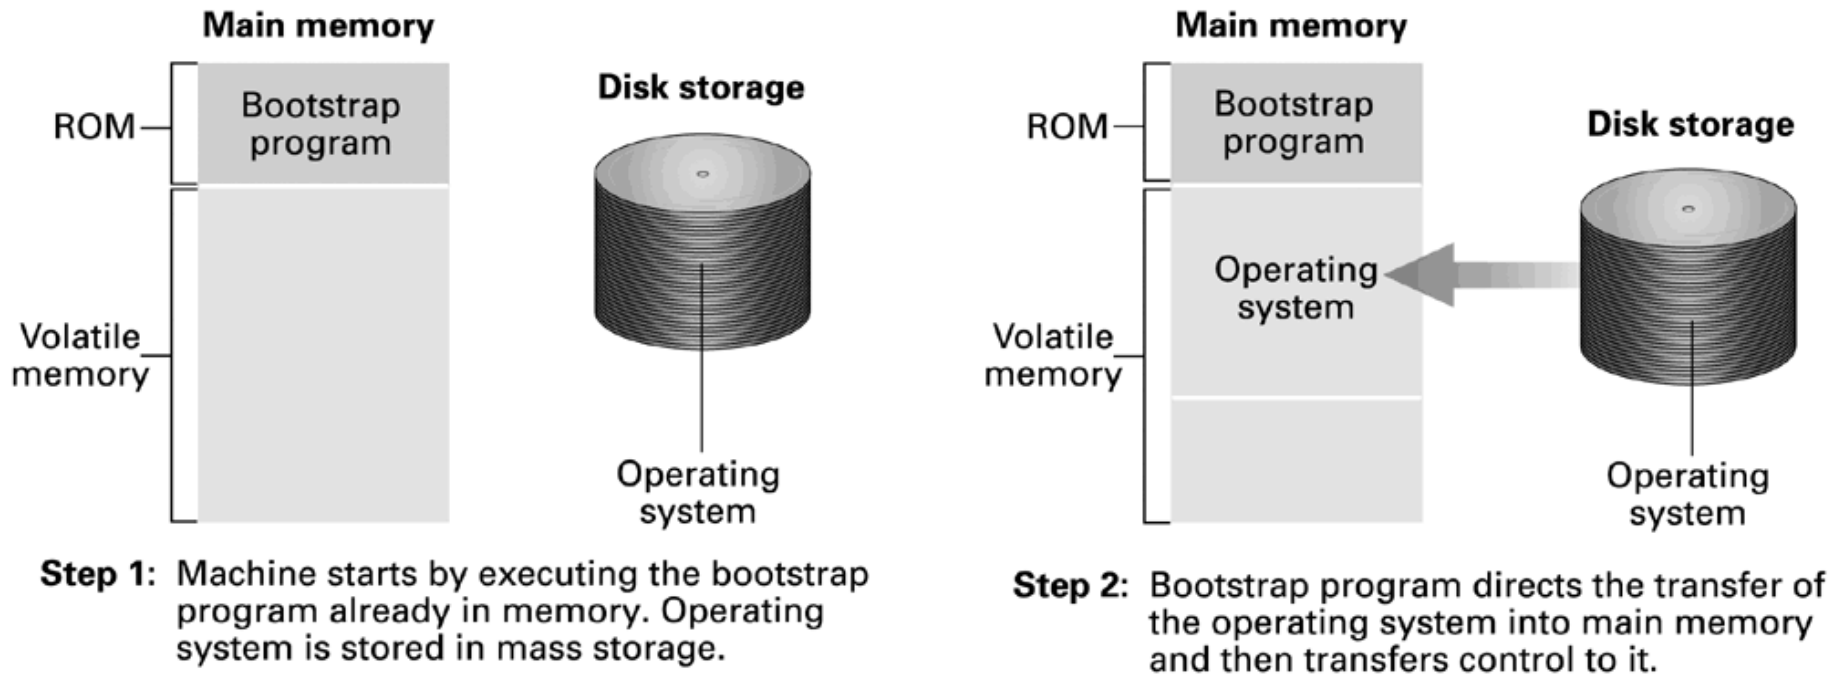 Main memory
Disk storage
ROM
Bootstrap
program
Volatile
memory
Operating
system
Step 1: Machine starts by executing the bootstrap
program already in memory. Operating
system is stored in mass storage.
Main memory
Disk storage
ROM
Bootstrap
program
Operating
system
Volatile
memory
Operating
system
Step 2: Bootstrap program directs the transfer of
the operating system into main memory
and then transfers control to it.